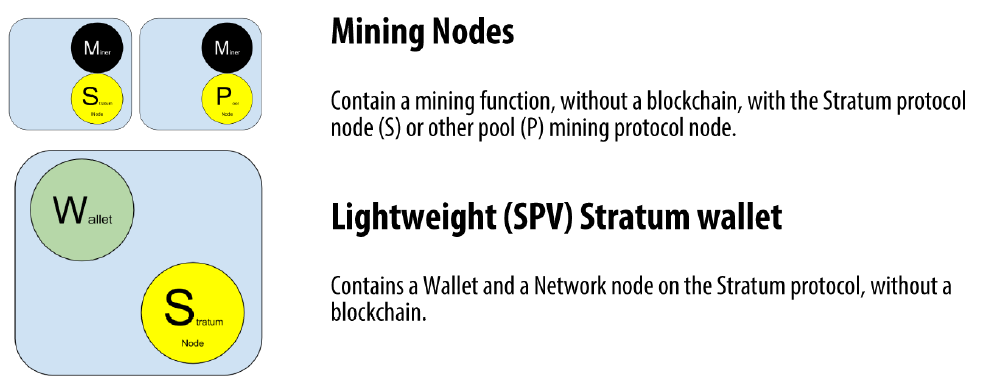 Miner
Miner
Stratum
Pool
Node
Node
Mining Nodes
Contain a mining function, without a blockchain, with the Stratum protocol
node (S) or other pool (P) mining protocol node.
Wallet
Stratum
Node
Lightweight (SPV) Stratum wallet
Contains a Wallet and a Network node on the Stratum protocol, without a
blockchain.